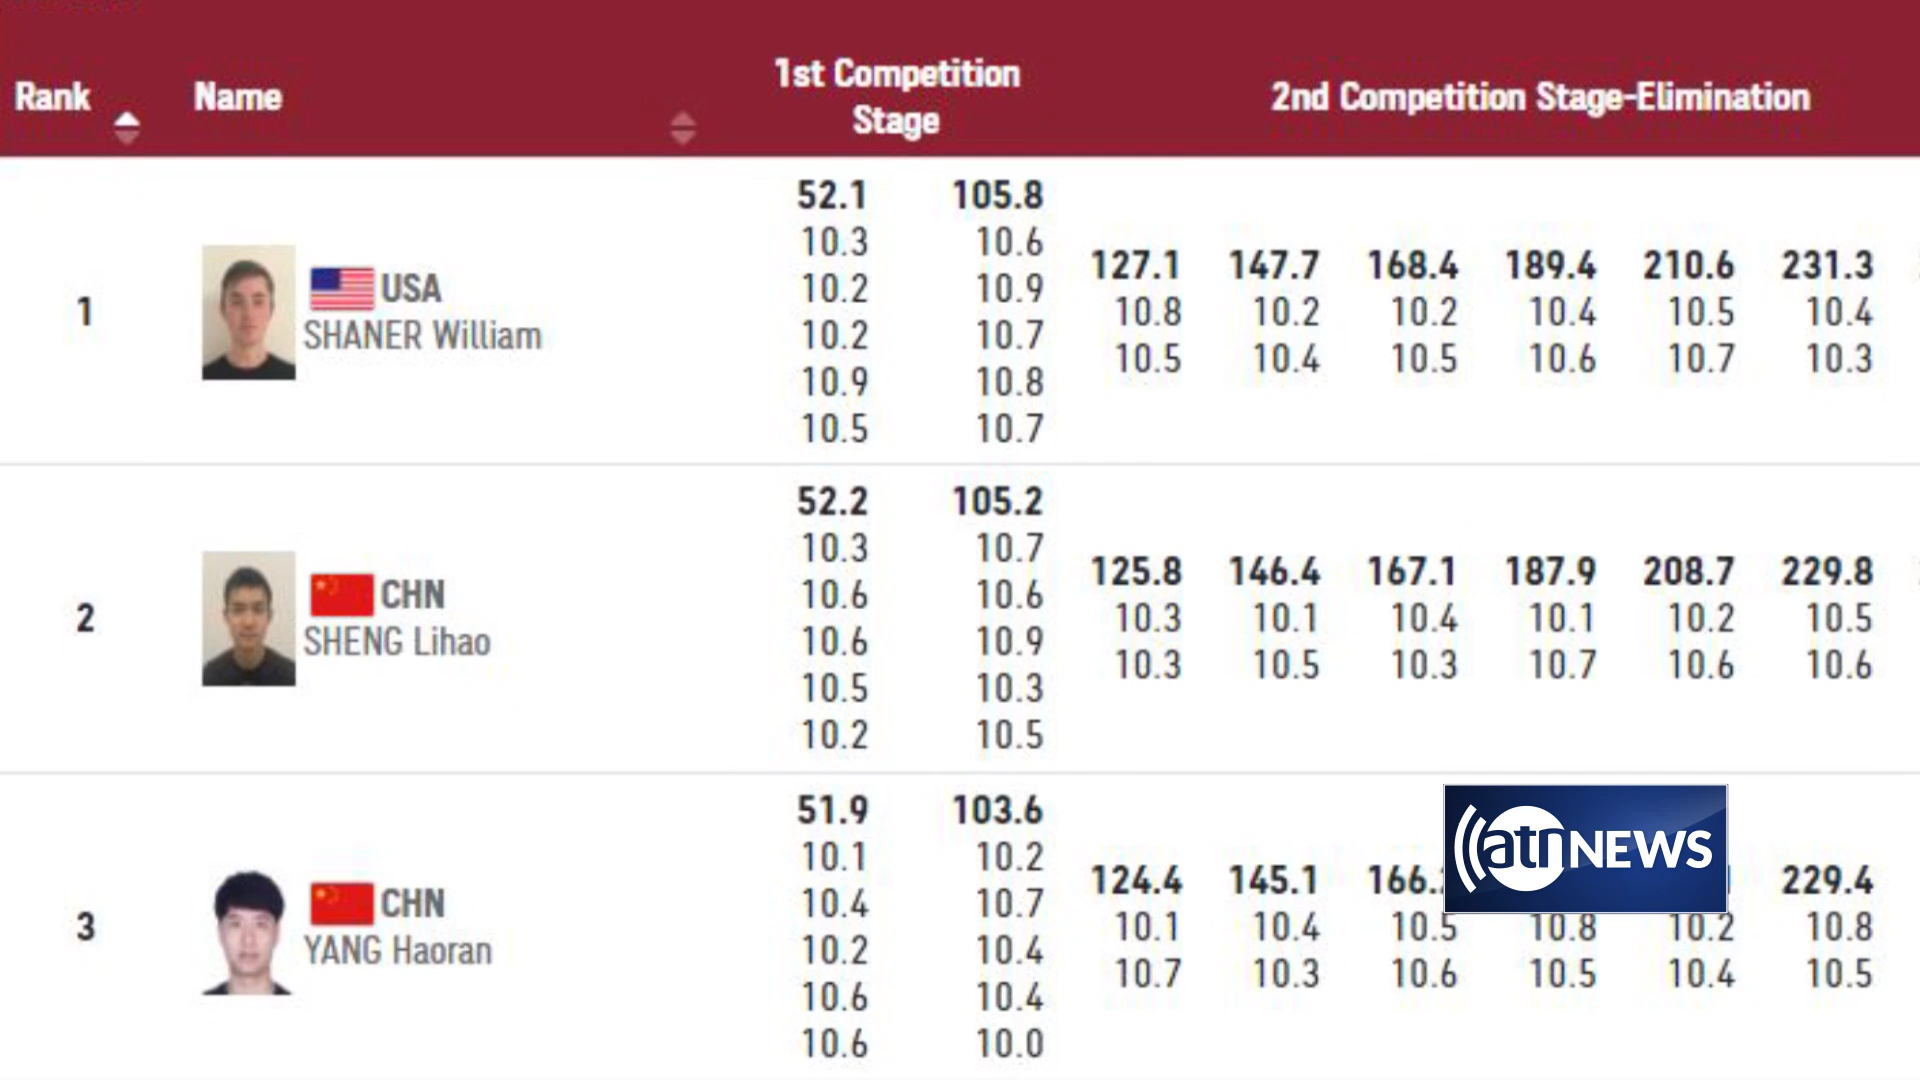 Rank Name 1st Competition Stage 2nd Competition Stage-Elimination
52.1 105.8
10.3 10.6
127.1 147.7 168.4 189.4 210.6 231.3
USA 10.2 10.9
10.8 10.2 10.2 10.4 10.5 10.4
1
SHANER William 10.2 10.7
10.5 10.4 10.5 10.6 10.7 10.3
10.9 10.8
10.5 10.7
52.2 105.2
10.3 10.7
125.8 146.4 167.1 187.9 208.7 229.8
CHN 10.6 10.6
10.3 10.1 10.4 10.1 10.2 10.5
2
SHENG Lihao 10.6 10.9
10.3 10.5 10.3 10.7 10.6 10.6
10.5 10.3
10.2 10.5
51.9 103.6
10.1 10.2
atn NEWS
124.4 145.1 229.4
CHN 10.4 10.7
10.1 10.4 10.5 10.8 10.2 10.8
3
YANG Haoran 10.2 10.4
10.7 10.3 10.6 10.5 10.4 10.5
10.6 10.4
10.6 10.0